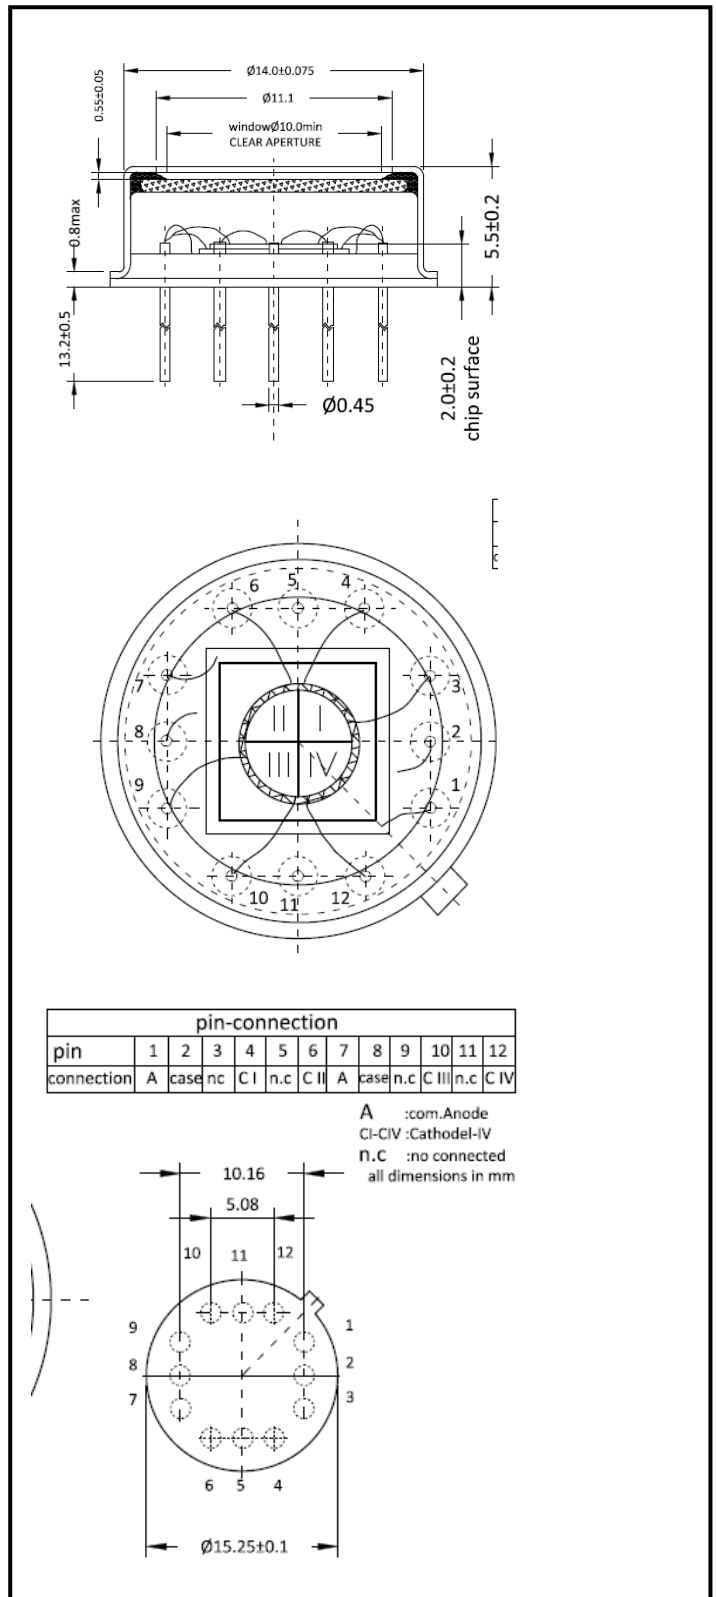 Ø14.0±0.075
Ø11.1
windowØ10.0min
CLEAR APERTURE
0.55±0.05
0.8max
13.2±0.5
5.5±0.2
2.0±0.2
chip surface
Ø0.45
6 5 4
7 3
II I
8 2
III IV
9 1
10 11 12
pin-connection
pin 1 2 3 4 5 6 7 8 9 10 11 12
connection A case nc C I n.c C II A case n.c C III n.c C IV
A :com.Anode
CI-CIV :Cathodel-IV
n.c :no connected
all dimensions in mm
10.16
5.08
10 11 12
9 1
8 2
7 3
6 5 4
Ø15.25±0.1